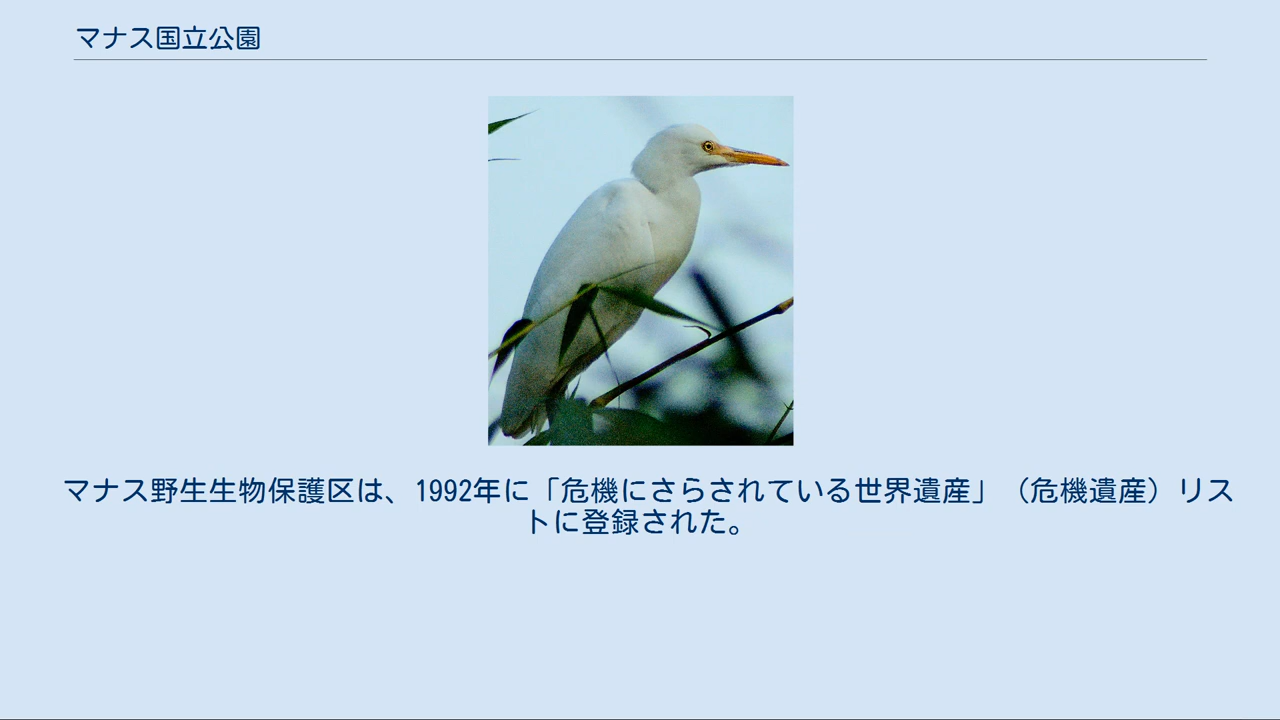 マナス国立公園
マナス野生生物保護区は、1992年に「危機にさらされている世界遺産」（危機遺産）リス
トに登録された。